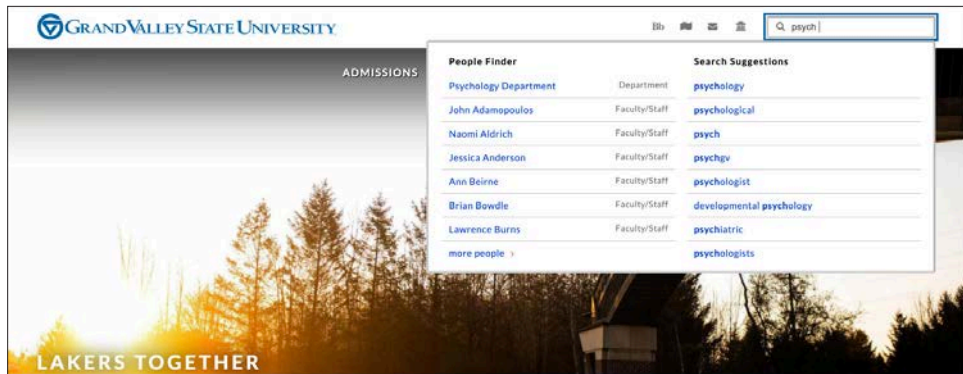 GRAND VALLEY STATE UNIVERSITY
Bb
psych
ADMISSIONS
People Finder
Psychology Department Department
John Adamopoulos Faculty/Staff
Naomi Aldrich Faculty/Staff
Jessica Anderson Faculty/Staff
Ann Beirne Faculty/Staff
Brian Bowdle Faculty/Staff
Lawrence Burns Faculty/Staff
more people ›
Search Suggestions
psychology
psychological
psych
psychgv
psychologist
developmental psychology
psychiatric
psychologists
LAKERS TOGETHER